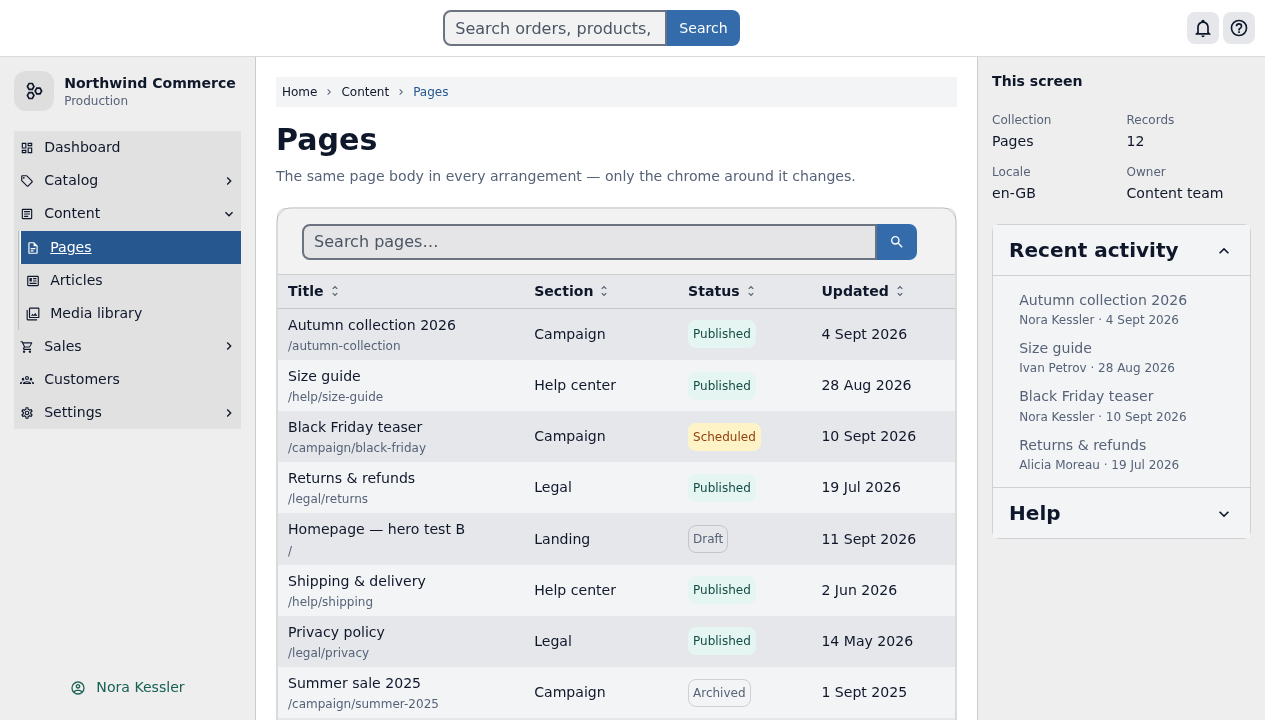 Search orders, products,
Search
Northwind Commerce
Production
Dashboard
Catalog
Content
Pages
Articles
Media library
Sales
Customers
Settings
Nora Kessler
Home › Content › Pages
Pages
The same page body in every arrangement — only the chrome around it changes.
Search pages…
Title Section Status Updated
Autumn collection 2026
/autumn-collection
Campaign Published 4 Sept 2026
Size guide
/help/size-guide
Help center Published 28 Aug 2026
Black Friday teaser
/campaign/black-friday
Campaign Scheduled 10 Sept 2026
Returns & refunds
/legal/returns
Legal Published 19 Jul 2026
Homepage — hero test B
/
Landing Draft 11 Sept 2026
Shipping & delivery
/help/shipping
Help center Published 2 Jun 2026
Privacy policy
/legal/privacy
Legal Published 14 May 2026
Summer sale 2025
/campaign/summer-2025
Campaign Archived 1 Sept 2025
This screen
Collection
Pages
Records
12
Locale
en-GB
Owner
Content team
Recent activity
Autumn collection 2026
Nora Kessler · 4 Sept 2026
Size guide
Ivan Petrov · 28 Aug 2026
Black Friday teaser
Nora Kessler · 10 Sept 2026
Returns & refunds
Alicia Moreau · 19 Jul 2026
Help